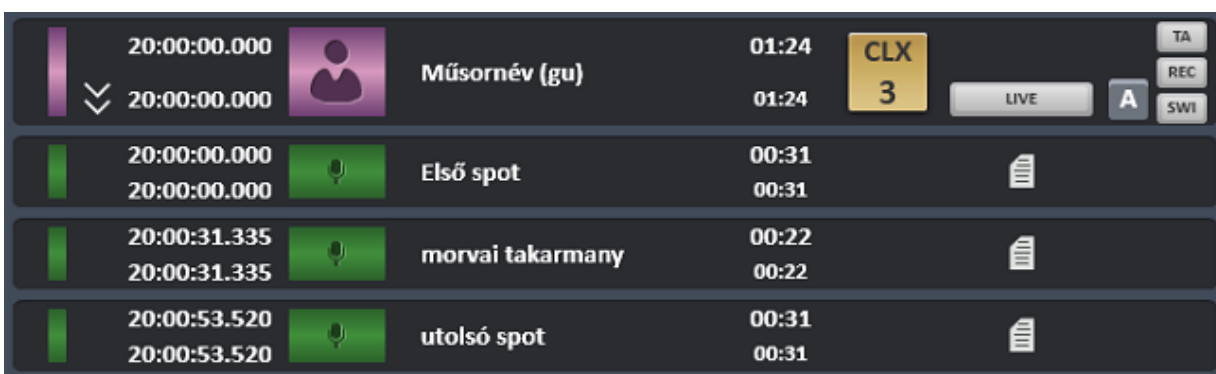 20:00:00.000 01:24 CLX TA
Műsornév (gu) REC
20:00:00.000 01:24 3 LIVE A SWI
20:00:00.000 00:31
Első spot
20:00:00.000 00:31
20:00:31.335 00:22
morvai takarmany
20:00:31.335 00:22
20:00:53.520 00:31
utolsó spot
20:00:53.520 00:31